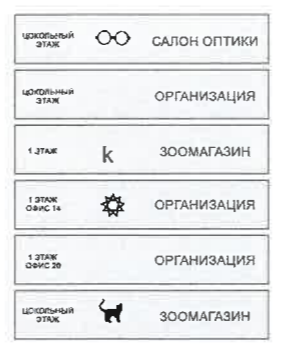 ЦОКОЛЬНЫЙ
ЭТАЖ
САЛОН ОПТИКИ
ЦОКОЛЬНЫЙ
ЭТАЖ
ОРГАНИЗАЦИЯ
1 ЭТАЖ
k
ЗООМАГАЗИН
1 ЭТАЖ
ОФИС 14
ОРГАНИЗАЦИЯ
1 ЭТАЖ
ОФИС 20
ОРГАНИЗАЦИЯ
ЦОКОЛЬНЫЙ
ЭТАЖ
ЗООМАГАЗИН